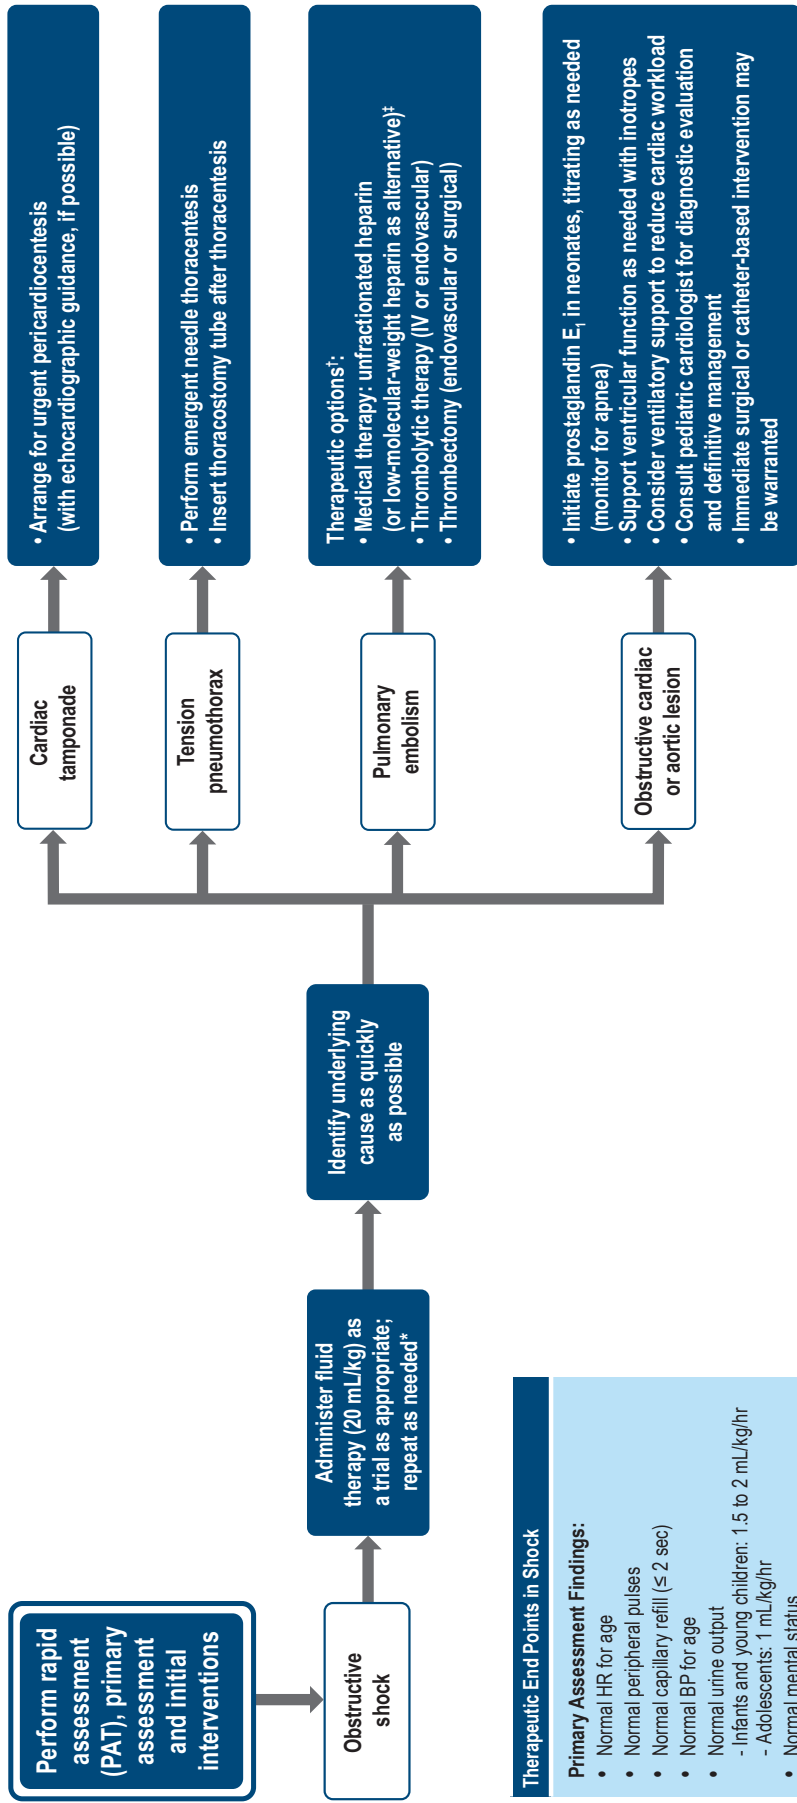 Perform rapid
assessment
(PAT), primary
assessment
and initial
interventions
Obstructive
shock
Administer fluid
therapy (20 mL/kg) as
a trial as appropriate;
repeat as needed*
Identify underlying
cause as quickly
as possible
Cardiac
tamponade
• Arrange for urgent pericardiocentesis
(with echocardiographic guidance, if possible)
Tension
pneumothorax
• Perform emergent needle thoracentesis
• Insert thoracostomy tube after thoracentesis
Pulmonary
embolism
Therapeutic options†:
• Medical therapy: unfractionated heparin
(or low-molecular-weight heparin as alternative)‡
• Thrombolytic therapy (IV or endovascular)
• Thrombectomy (endovascular or surgical)
Obstructive cardiac
or aortic lesion
• Initiate prostaglandin E1 in neonates, titrating as needed
(monitor for apnea)
• Support ventricular function as needed with inotropes
• Consider ventilatory support to reduce cardiac workload
• Consult pediatric cardiologist for diagnostic evaluation
and definitive management
• Immediate surgical or catheter-based intervention may
be warranted
Therapeutic End Points in Shock
Primary Assessment Findings:
• Normal HR for age
• Normal peripheral pulses
• Normal capillary refill (≤ 2 sec)
• Normal BP for age
• Normal urine output
- Infants and young children: 1.5 to 2 mL/kg/hr
- Adolescents: 1 mL/kg/hr
• Normal mental status